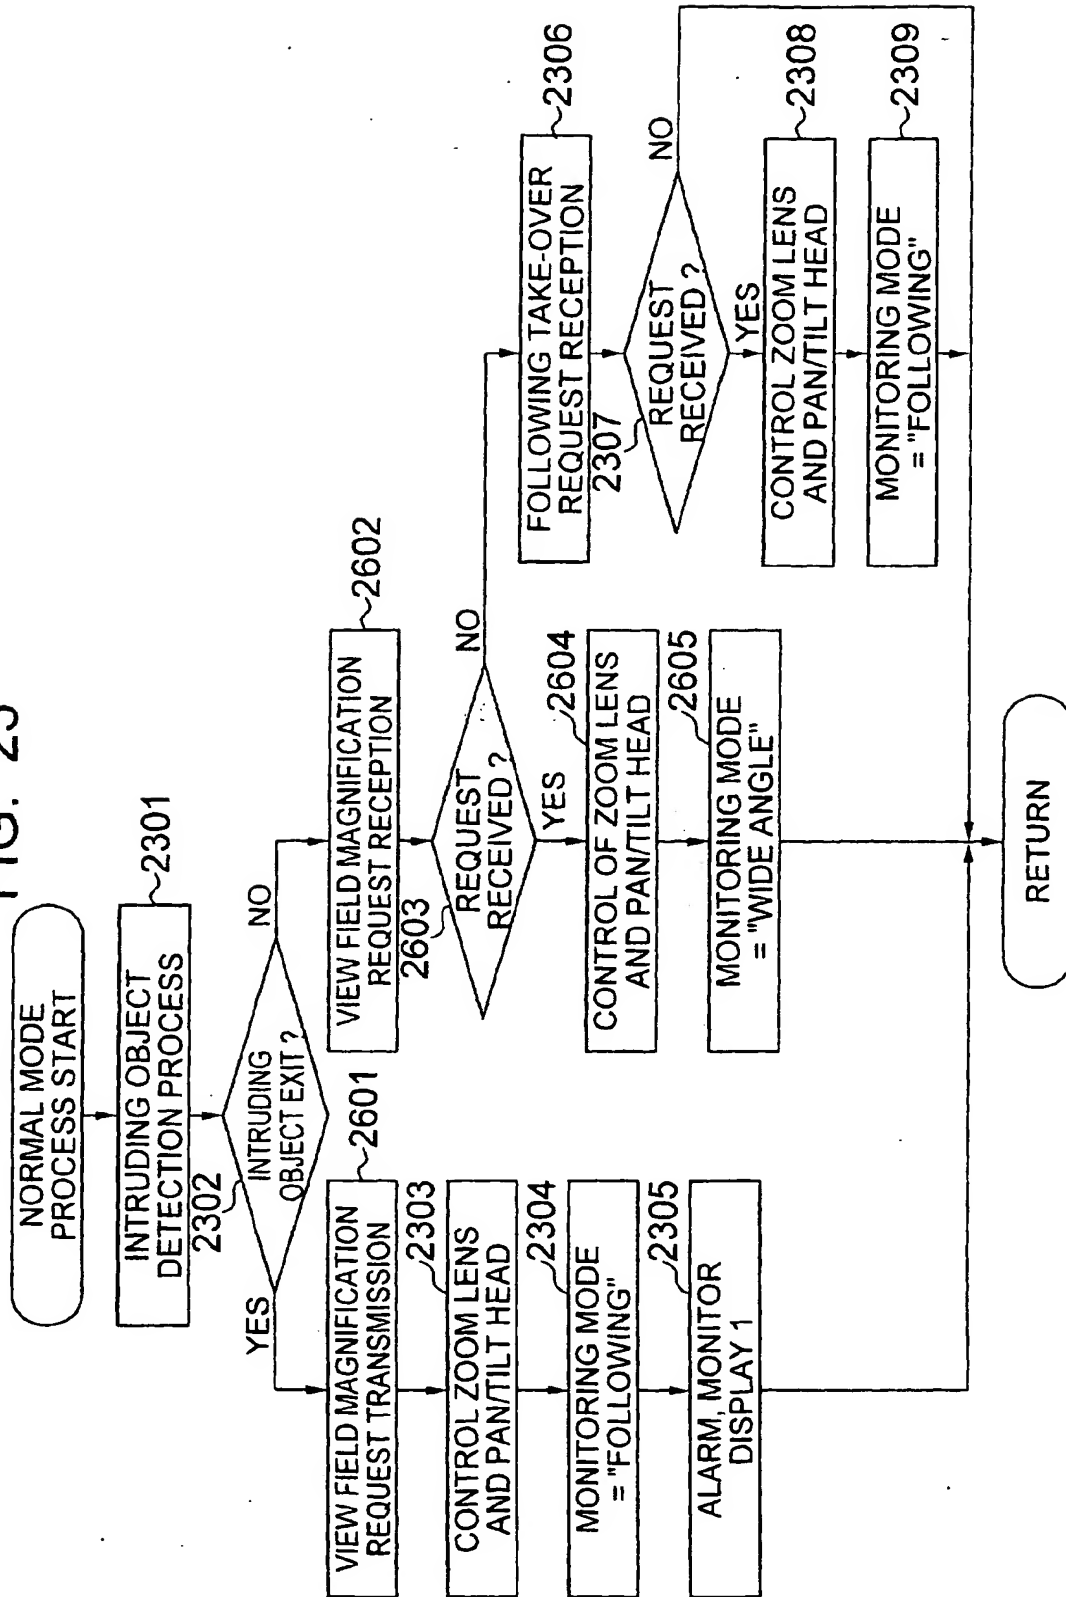 FIG. 23
NORMAL MODE
PROCESS START
INTRUDING OBJECT
DETECTION PROCESS
2301
2302
INTRUDING
OBJECT EXIT ?
YES
NO
VIEW FIELD MAGNIFICATION
REQUEST TRANSMISSION
2601
CONTROL ZOOM LENS
AND PAN/TILT HEAD
2303
MONITORING MODE
= "FOLLOWING"
2304
ALARM, MONITOR
DISPLAY 1
2305
VIEW FIELD MAGNIFICATION
REQUEST RECEPTION
2602
2603
REQUEST
RECEIVED ?
NO
YES
CONTROL OF ZOOM LENS
AND PAN/TILT HEAD
2604
MONITORING MODE
= "WIDE ANGLE"
2605
FOLLOWING TAKE-OVER
REQUEST RECEPTION
2306
2307
REQUEST
RECEIVED ?
NO
YES
CONTROL ZOOM LENS
AND PAN/TILT HEAD
2308
MONITORING MODE
= "FOLLOWING"
2309
RETURN